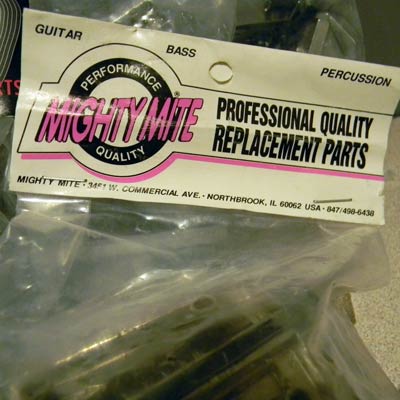 GUITAR
BASS
PERCUSSION
PERFORMANCE
MIGHTY MITE®
QUALITY
PROFESSIONAL QUALITY
REPLACEMENT PARTS
MIGHTY MITE • 3451 W. COMMERCIAL AVE. • NORTHBROOK, IL 60062 USA • 847/498-6438